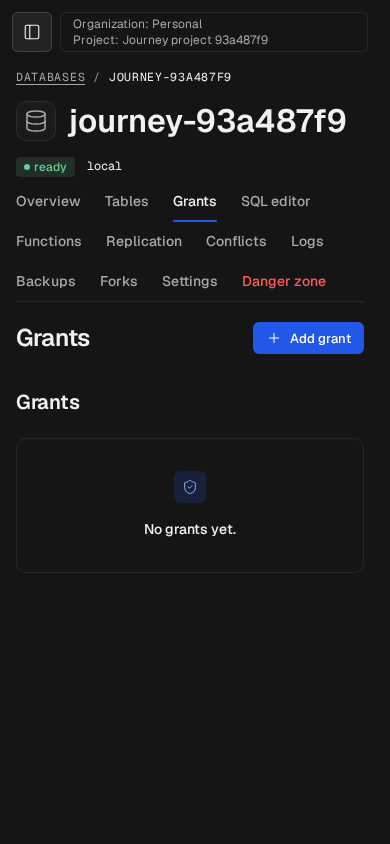 Organization: Personal
Project: Journey project 93a487f9
DATABASES / JOURNEY-93A487F9
journey-93a487f9
ready local
Overview Tables Grants SQL editor
Functions Replication Conflicts Logs
Backups Forks Settings Danger zone
Grants
Add grant
Grants
No grants yet.